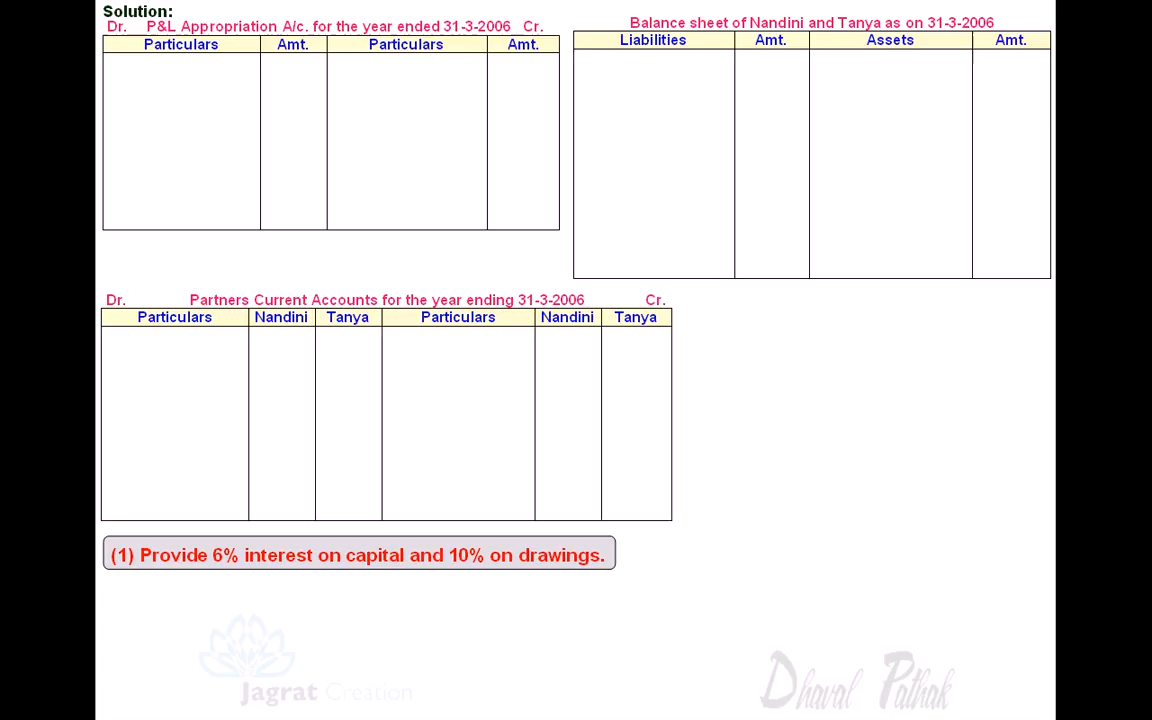 Solution:
Dr. P&L Appropriation A/c. for the year ended 31-3-2006 Cr.
Particulars Amt. Particulars Amt.
Balance sheet of Nandini and Tanya as on 31-3-2006
Liabilities Amt. Assets Amt.
Dr. Partners Current Accounts for the year ending 31-3-2006 Cr.
Particulars Nandini Tanya Particulars Nandini Tanya
(1) Provide 6% interest on capital and 10% on drawings.
Jagrat Creation
Dhaval Pathak